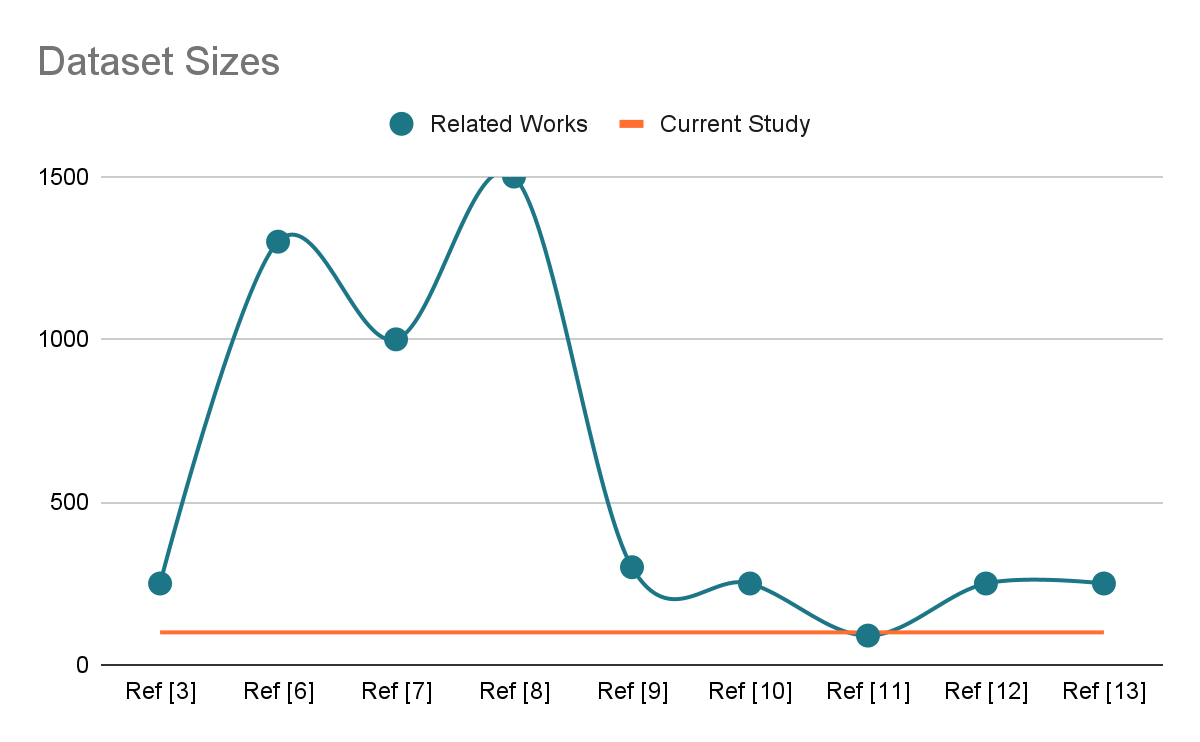 Dataset Sizes
Related Works Current Study
1500
1000
500
0
Ref [3] Ref [6] Ref [7] Ref [8] Ref [9] Ref [10] Ref [11] Ref [12] Ref [13]